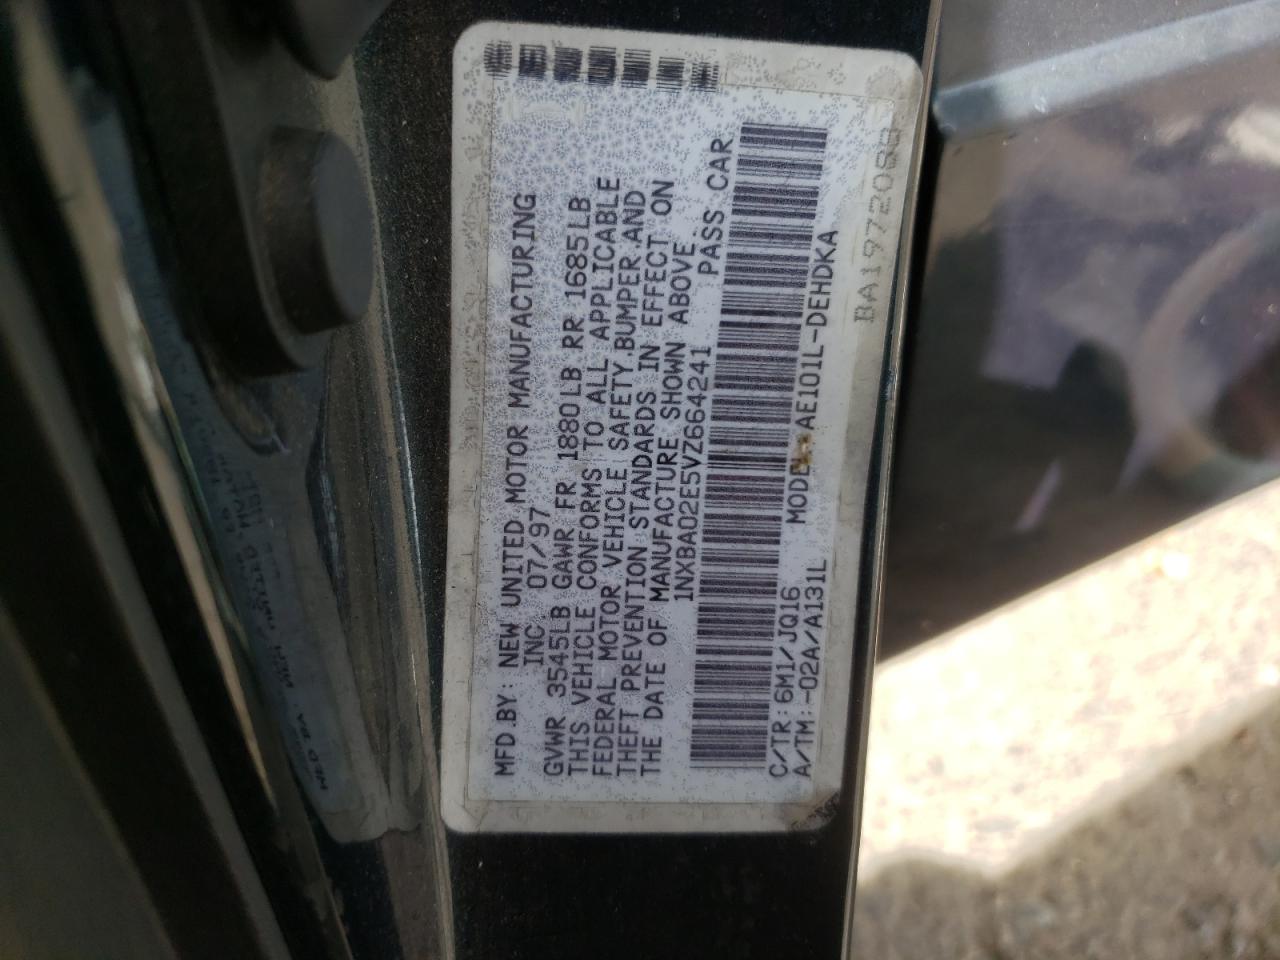 MFD.BY: NEW UNITED MOTOR MANUFACTURING
INC 07/97
GVWR 3545LB GAWR FR 1880LB RR 1685LB
THIS VEHICLE CONFORMS TO ALL APPLICABLE
FEDERAL MOTOR VEHICLE SAFETY,BUMPER AND
THEFT PREVENTION STANDARDS IN EFFECT ON
THE DATE OF MANUFACTURE SHOWN ABOVE.
1NXBA02E5VZ664241 PASS CAR
C/TR: 6M1/JQ16 MODEL: AE101L-DEHDKA
A/TM:-02A/A131L